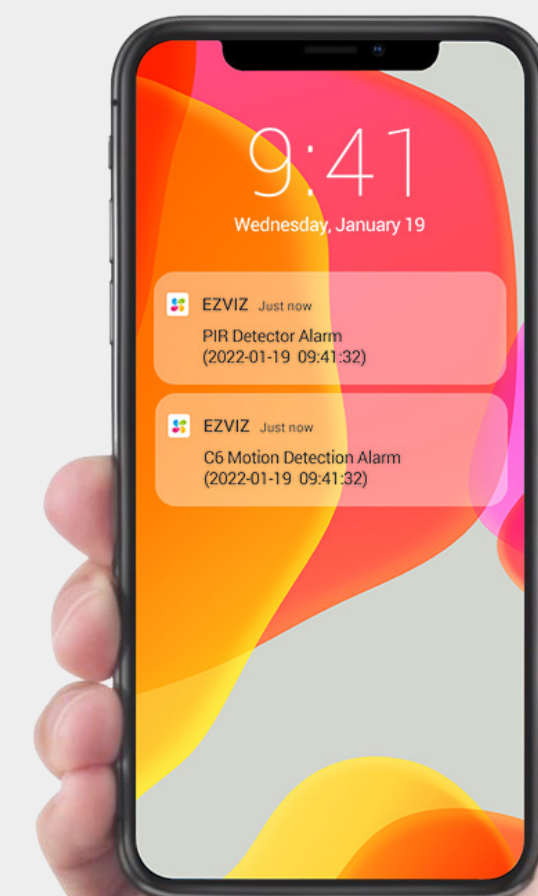 9:41
Wednesday, January 19
EZVIZ Just now
PIR Detector Alarm
(2022-01-19 09:41:32)
EZVIZ Just now
C6 Motion Detection Alarm
(2022-01-19 09:41:32)